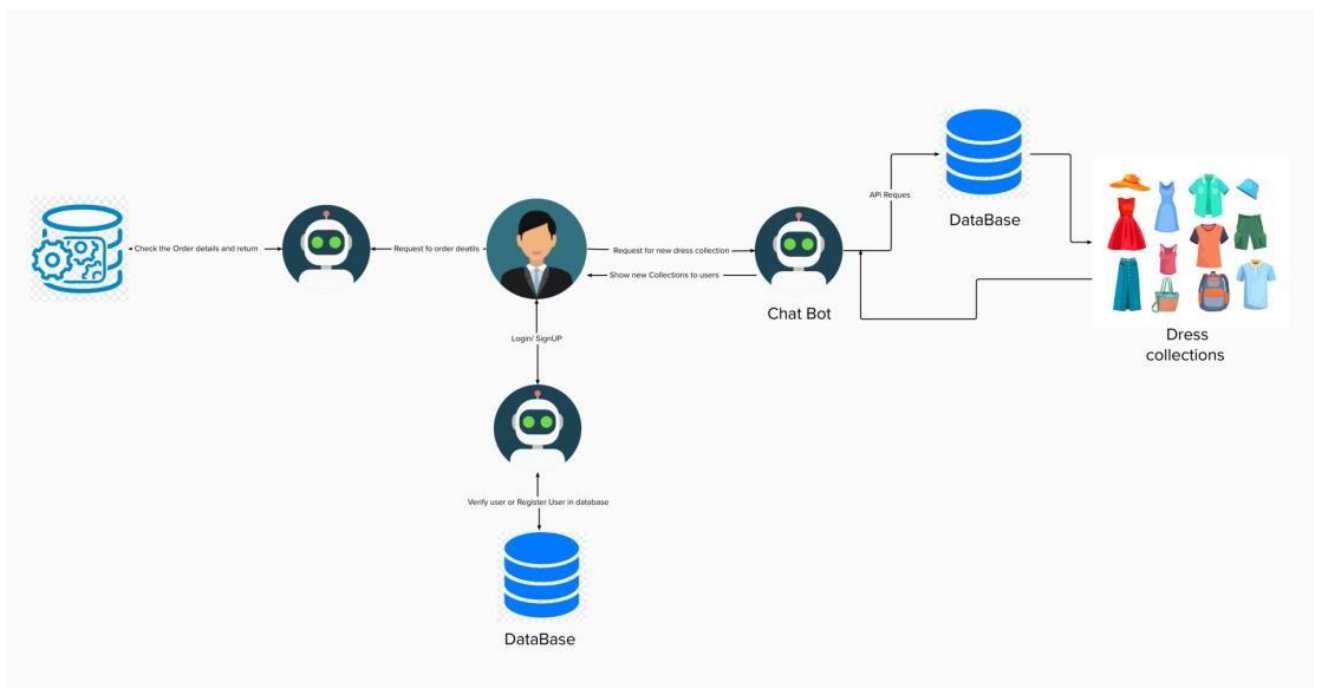 API Reques
DataBase
Check the Order details and return
Request fo order deatils
Request for new dress collection
Show new Collections to users
Chat Bot
Dress
collections
Login/ SignUP
Verify user or Register User in database
DataBase